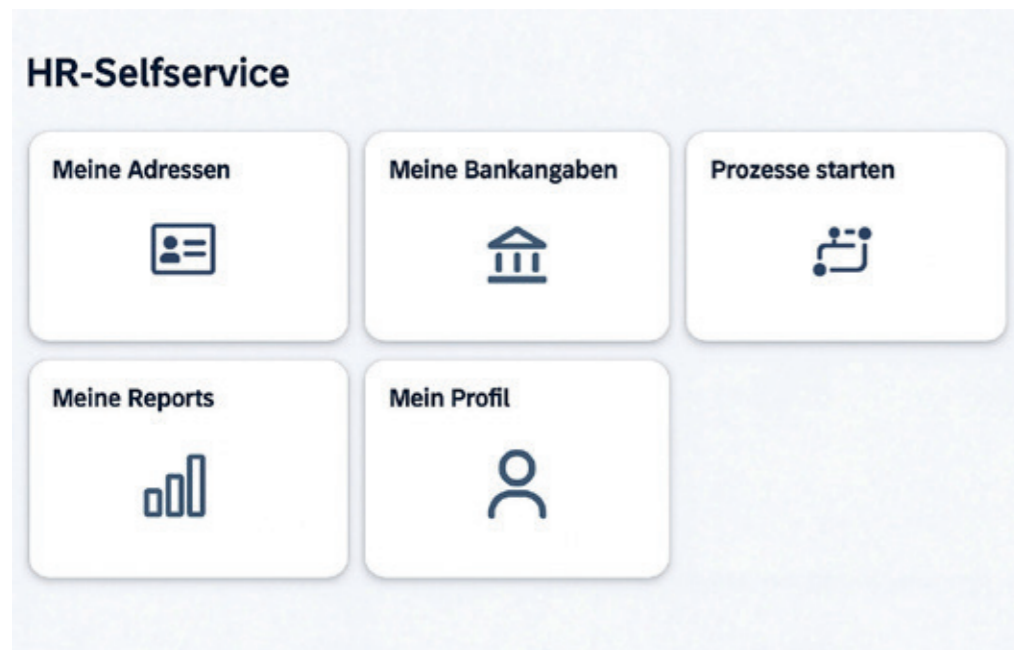 HR-Selfservice
Meine Adressen
Meine Bankangaben
Prozesse starten
Meine Reports
Mein Profil